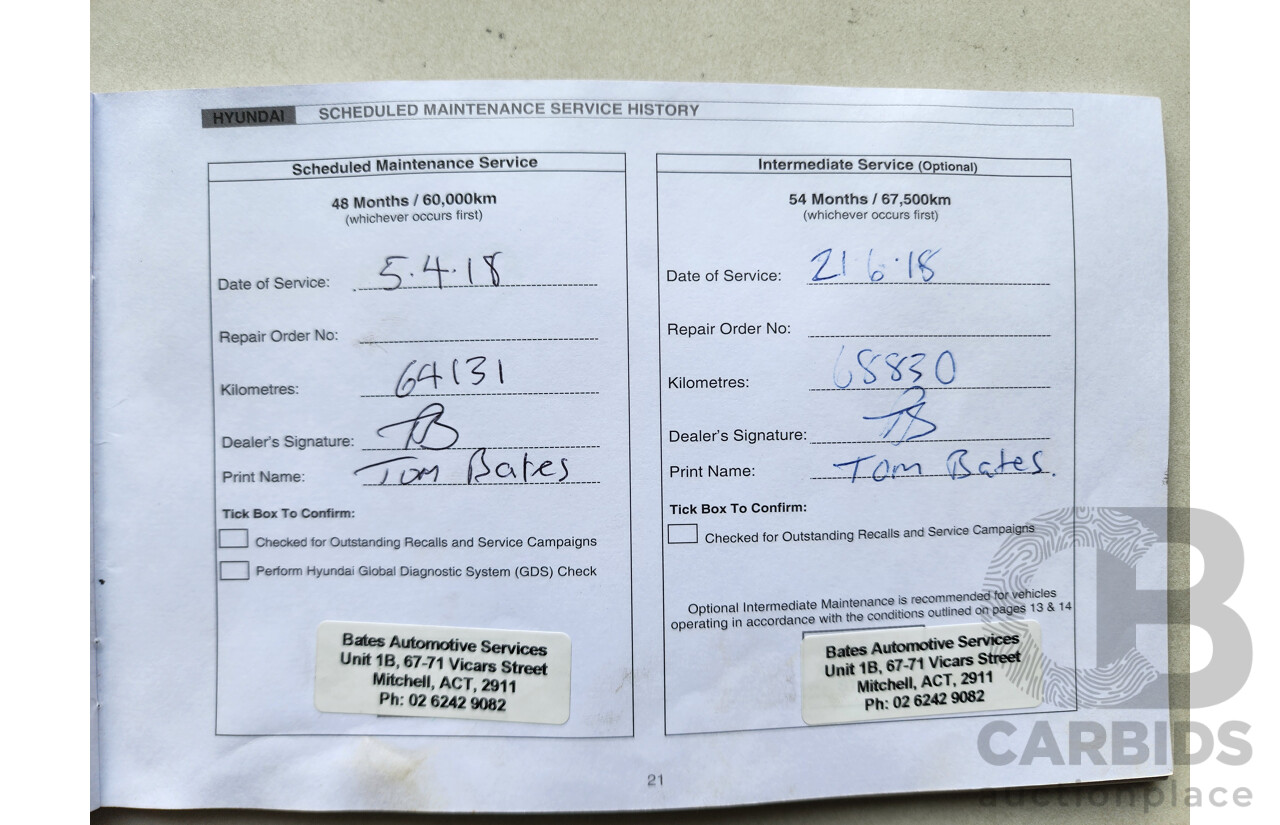 HYUNDAI SCHEDULED MAINTENANCE SERVICE HISTORY
Scheduled Maintenance Service
48 Months / 60,000km
(whichever occurs first)
Date of Service: 5.4.18
Repair Order No:
Kilometres: 64131
Dealer's Signature: TB
Print Name: Tom Bates
Tick Box To Confirm:
Checked for Outstanding Recalls and Service Campaigns
Perform Hyundai Global Diagnostic System (GDS) Check
Bates Automotive Services
Unit 1B, 67-71 Vicars Street
Mitchell, ACT, 2911
Ph: 02 6242 9082
Intermediate Service (Optional)
54 Months / 67,500km
(whichever occurs first)
Date of Service: 21.6.18
Repair Order No:
Kilometres: 68830
Dealer's Signature: TB
Print Name: Tom Bates.
Tick Box To Confirm:
Checked for Outstanding Recalls and Service Campaigns
Optional Intermediate Maintenance is recommended for vehicles
operating in accordance with the conditions outlined on pages 13 & 14
Bates Automotive Services
Unit 1B, 67-71 Vicars Street
Mitchell, ACT, 2911
Ph: 02 6242 9082
21
CB
CARBIDS
auctionplace